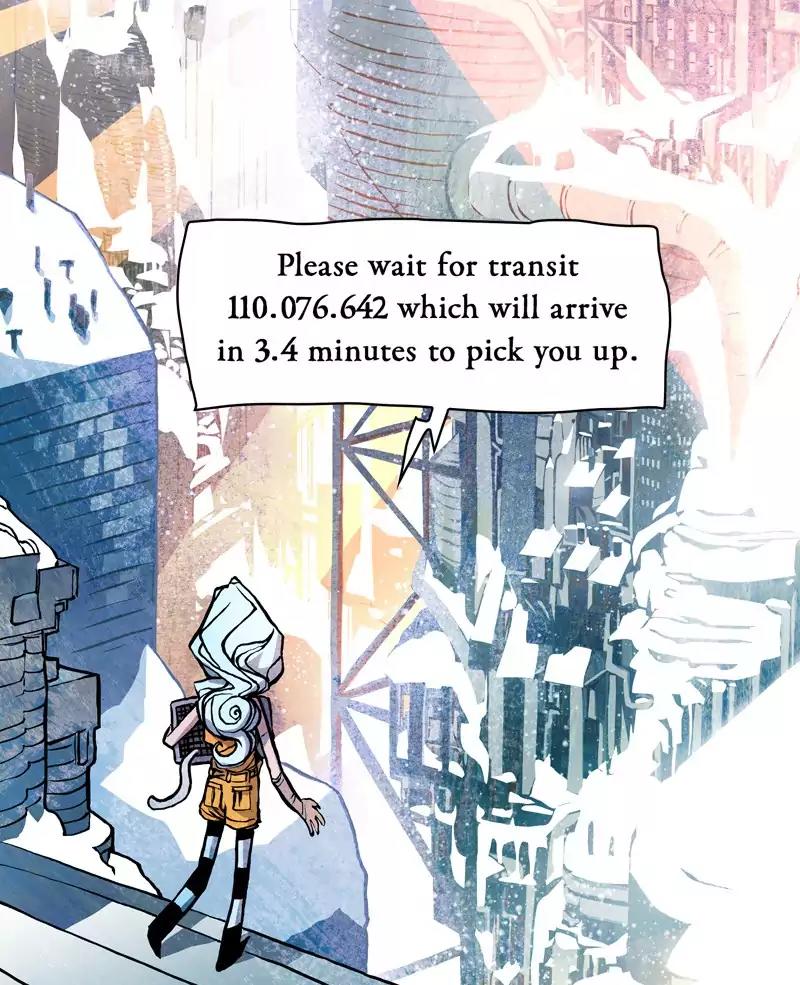 Please wait for transit
110.076.642 which will arrive
in 3.4 minutes to pick you up.